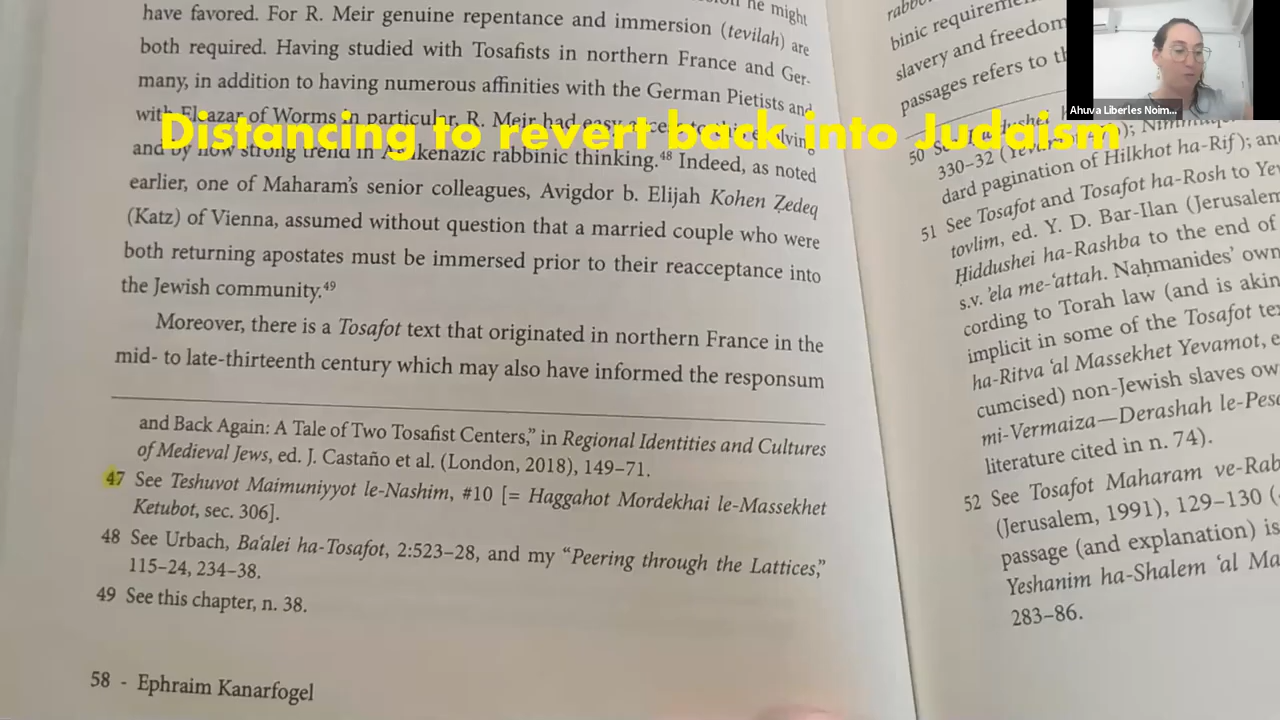 he might
have favored. For R. Meir genuine repentance and immersion (tevilah) are
both required. Having studied with Tosafists in northern France and Ger-
many, in addition to having numerous affinities with the German Pietists and
with Eleazar of Worms in particular, R. Meir had easy
evolving
Distancing to revert back into Judaism
and by now strong trend in Ashkenazic rabbinic thinking.48 Indeed, as noted
earlier, one of Maharam's senior colleagues, Avigdor b. Elijah Kohen Ẓedeq
(Katz) of Vienna, assumed without question that a married couple who were
both returning apostates must be immersed prior to their reacceptance into
the Jewish community.49
Moreover, there is a Tosafot text that originated in northern France in the
mid- to late-thirteenth century which may also have informed the responsum
and Back Again: A Tale of Two Tosafist Centers," in Regional Identities and Cultures
of Medieval Jews, ed. J. Castaño et al. (London, 2018), 149–71.
47 See Teshuvot Maimuniyyot le-Nashim, #10 [= Haggahot Mordekhai le-Massekhet
Ketubot, sec. 306].
48 See Urbach, Ba'alei ha-Tosafot, 2:523–28, and my "Peering through the Lattices,"
115–24, 234–38.
49 See this chapter, n. 38.
58 - Ephraim Kanarfogel
binic
slavery and freedom
passages refers to
50
330–32
dard pagination of Hilkhot ha-Rif); and
51 See Tosafot and Tosafot ha-Rosh to
tovlim, ed. Y. D. Bar-Ilan (Jerusalem
Ḥiddushei ha-Rashba to the end of
s.v. 'ela me-'attah. Naḥmanides' own
cording to Torah law (and is akin
implicit in some of the Tosafot
ha-Ritva 'al Massekhet Yevamot,
cumcised) non-Jewish slaves
mi-Vermaiza—Derashah
literature cited in n. 74).
52 See Tosafot Maharam
(Jerusalem, 1991), 129–130
passage (and explanation) is
Yeshanim ha-Shalem 'al
283–86.
Ahuva Liberles Noim...